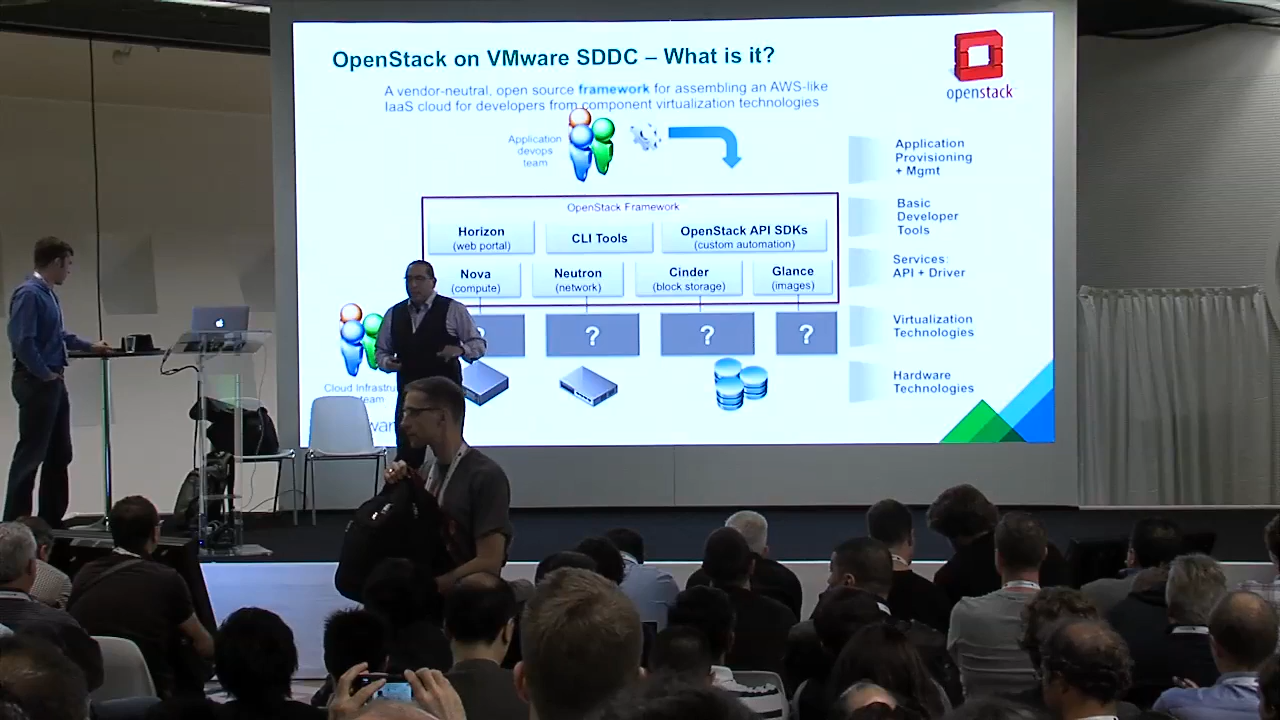 OpenStack on VMware SDDC – What is it?
openstack
A vendor-neutral, open source framework for assembling an AWS-like
IaaS cloud for developers from component virtualization technologies
Application
devops
team
Application
Provisioning
+ Mgmt
OpenStack Framework
Horizon
(web portal)
CLI Tools
OpenStack API SDKs
(custom automation)
Basic
Developer
Tools
Nova
(compute)
Neutron
(network)
Cinder
(block storage)
Glance
(images)
Services:
API + Driver
?
?
?
?
Virtualization
Technologies
Cloud
team
Hardware
Technologies